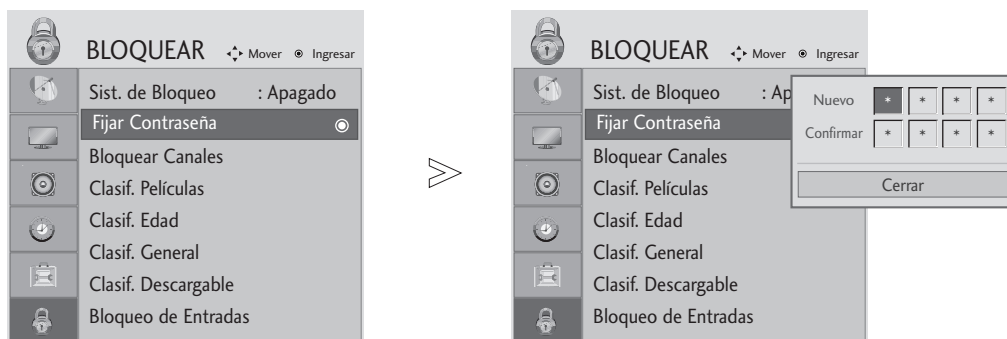 BLOQUEAR Mover Ingresar
Sist. de Bloqueo : Apagado
Fijar Contraseña
Bloquear Canales
Clasif. Películas
Clasif. Edad
Clasif. General
Clasif. Descargable
Bloqueo de Entradas
BLOQUEAR Mover Ingresar
Sist. de Bloqueo : Ap
Fijar Contraseña
Bloquear Canales
Clasif. Películas
Clasif. Edad
Clasif. General
Clasif. Descargable
Bloqueo de Entradas
Nuevo * * * *
Confirmar * * * *
Cerrar